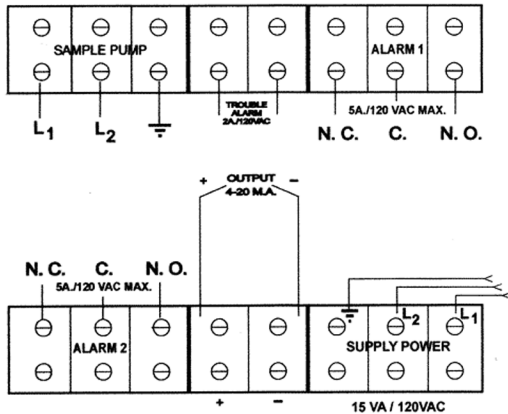 SAMPLE PUMP
ALARM 1
L1
L2
TROUBLE
ALARM
2A./120VAC
5A./120 VAC MAX.
N. C.
C.
N. O.
+ OUTPUT −
4-20 M.A.
N. C.
C.
N. O.
5A./120 VAC MAX.
L2
L1
ALARM 2
SUPPLY POWER
+
−
15 VA / 120VAC